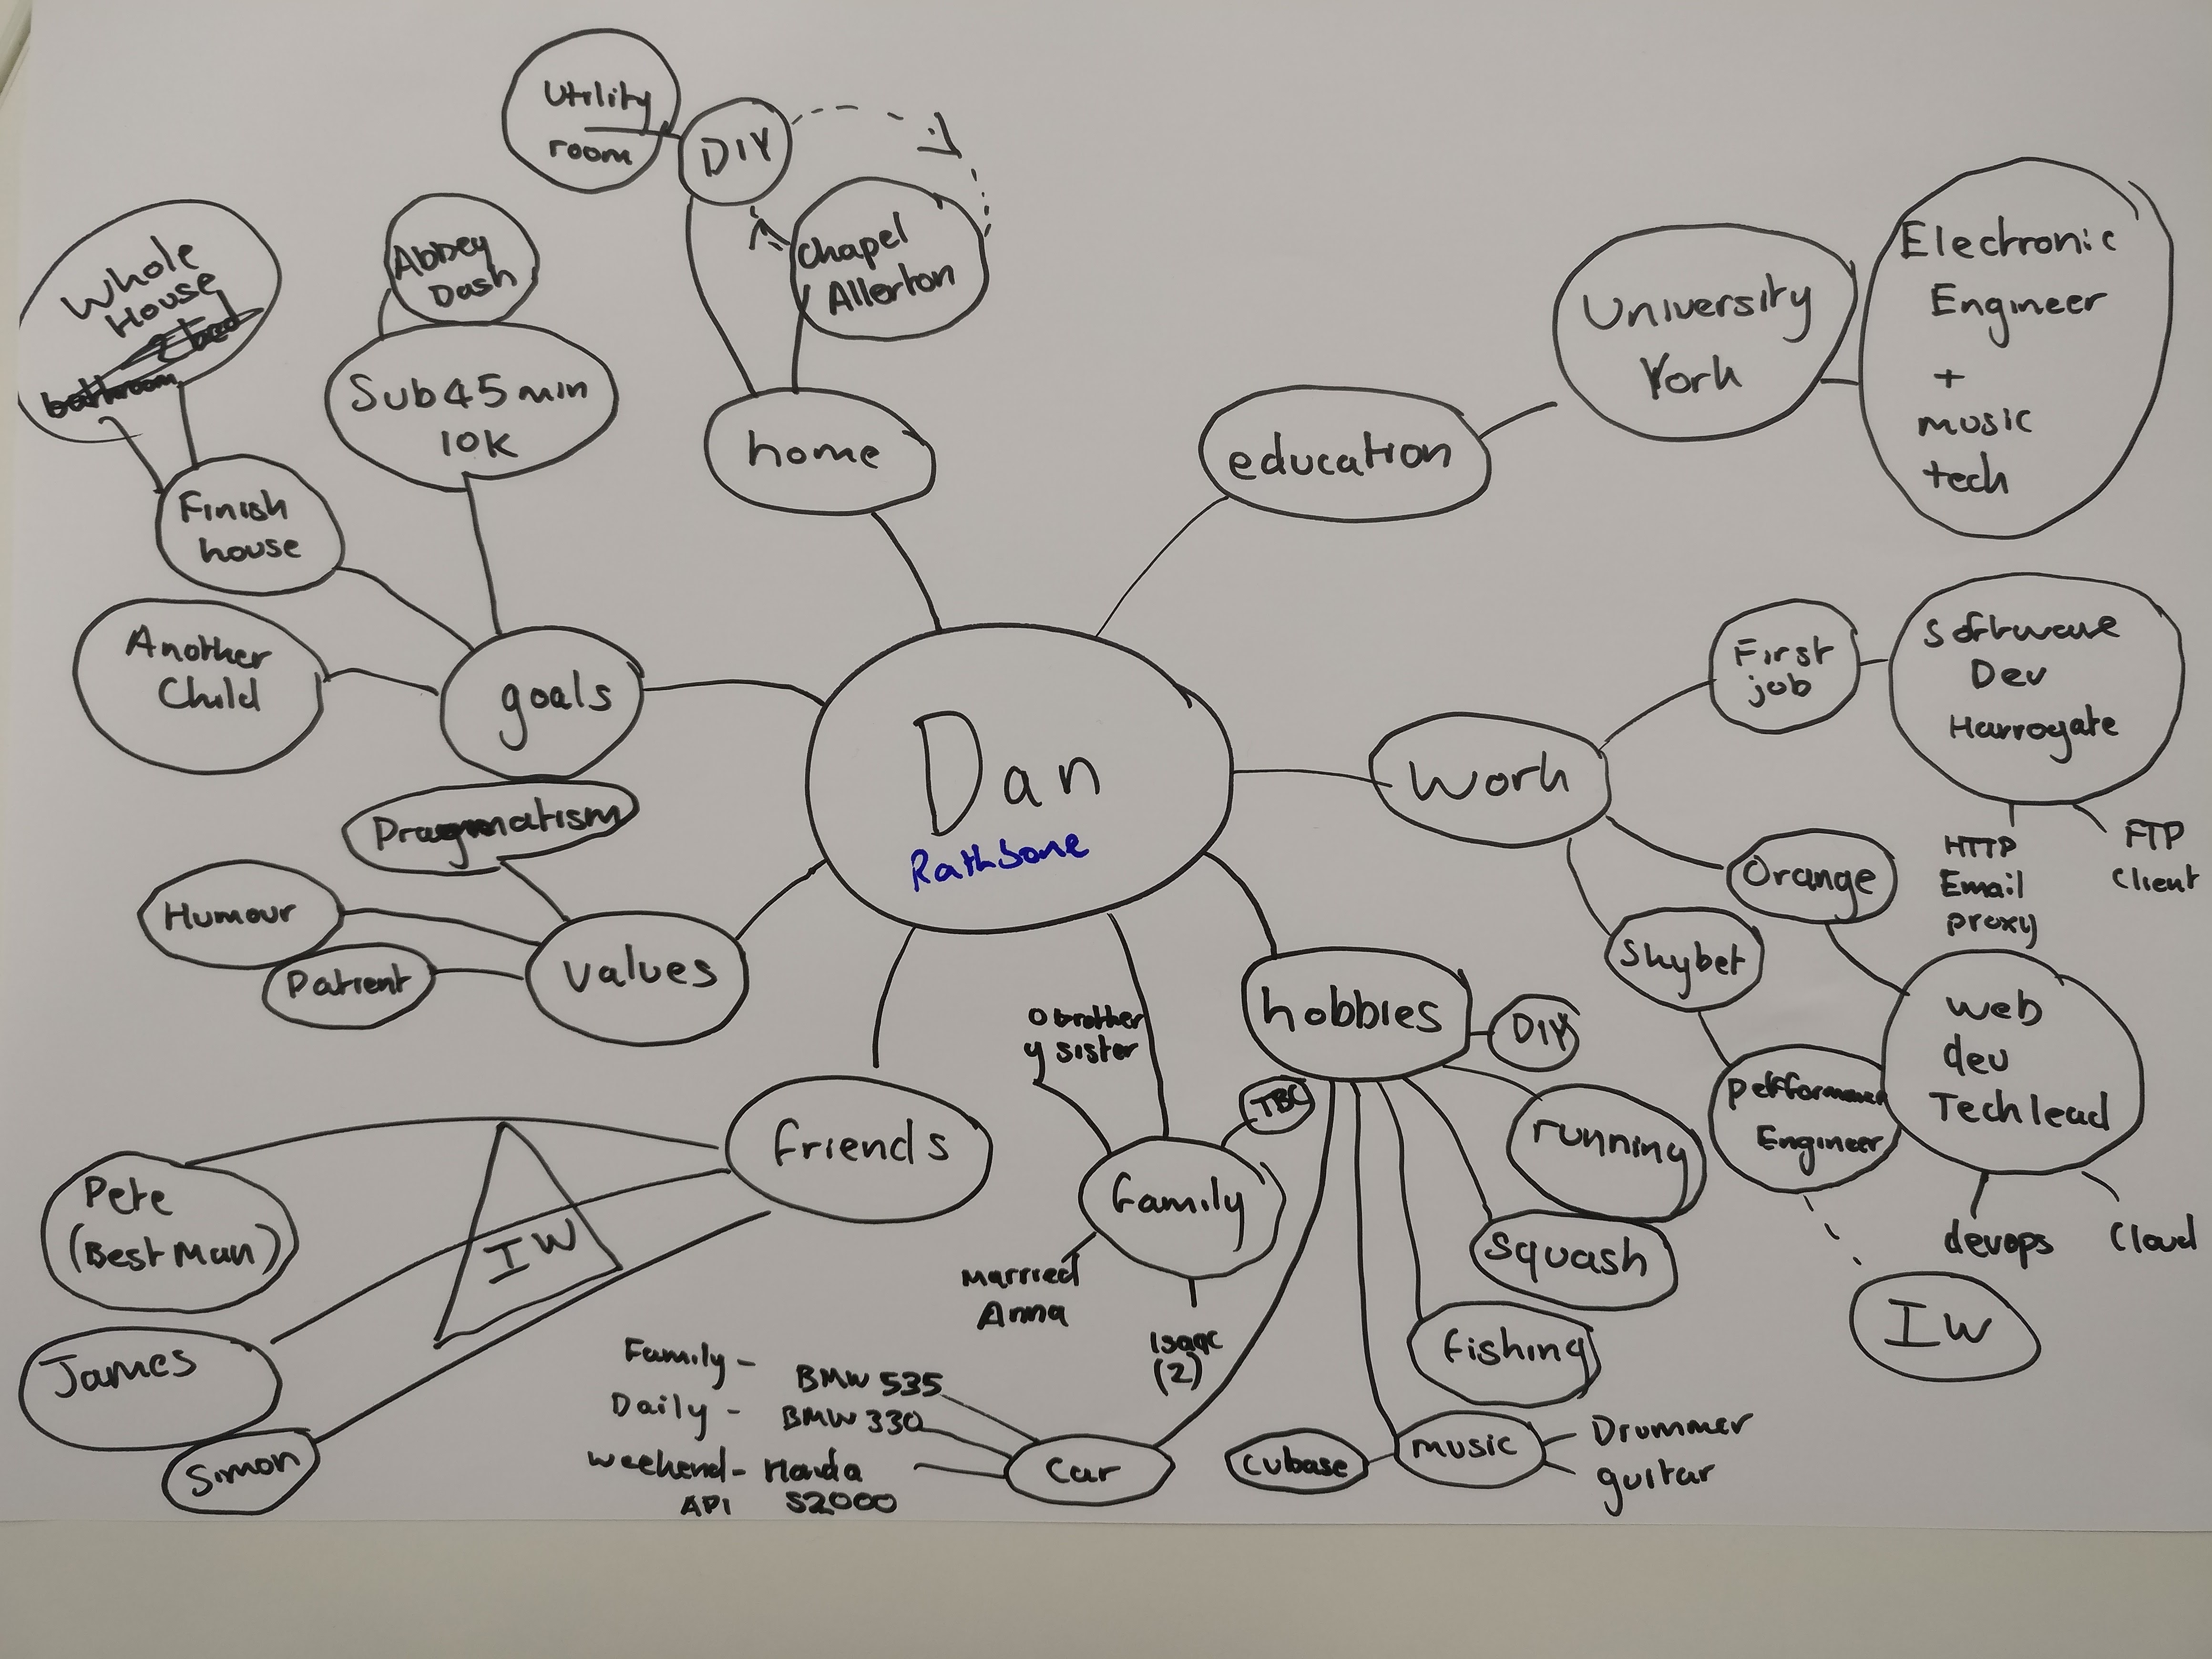 Utility
room
DIY
Chapel
Allerton
home
Whole
House
bathroom
Abbey
Dash
Sub 45 min
10K
Finish
house
Another
Child
goals
education
University
York
Electronic
Engineer
+
music
tech
Dan
Rathbone
Work
First
job
Software
Dev
Harrogate
HTTP
Email
proxy
FTP
Client
Orange
Skybet
web
dev
Tech lead
devops
Cloud
Performance
Engineer
IW
Pragmatism
Humour
Patient
values
friends
Pete
(Best Man)
James
Simon
IW
O brother
y sister
family
TBC
Married
Anna
Isaac
(2)
hobbies
DIY
running
squash
fishing
music
Cubase
Drummer
guitar
Car
Family - BMW 535
Daily - BMW 330
Weekend - Honda
API S2000